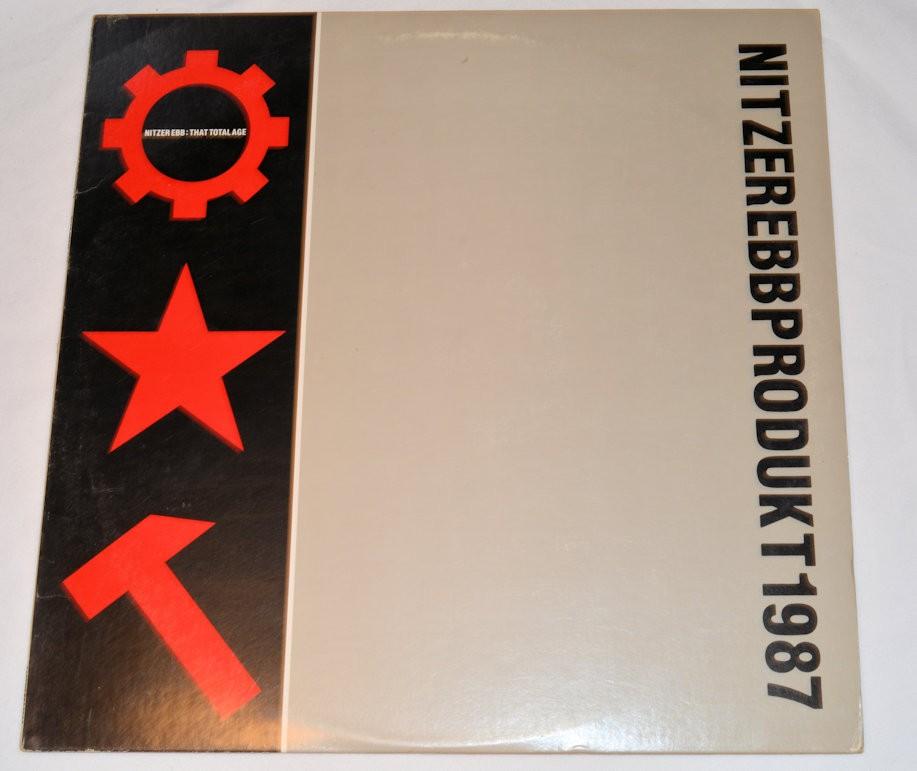 NITZER EBB : THAT TOTAL AGE
NITZEREBBPRODUKT1987